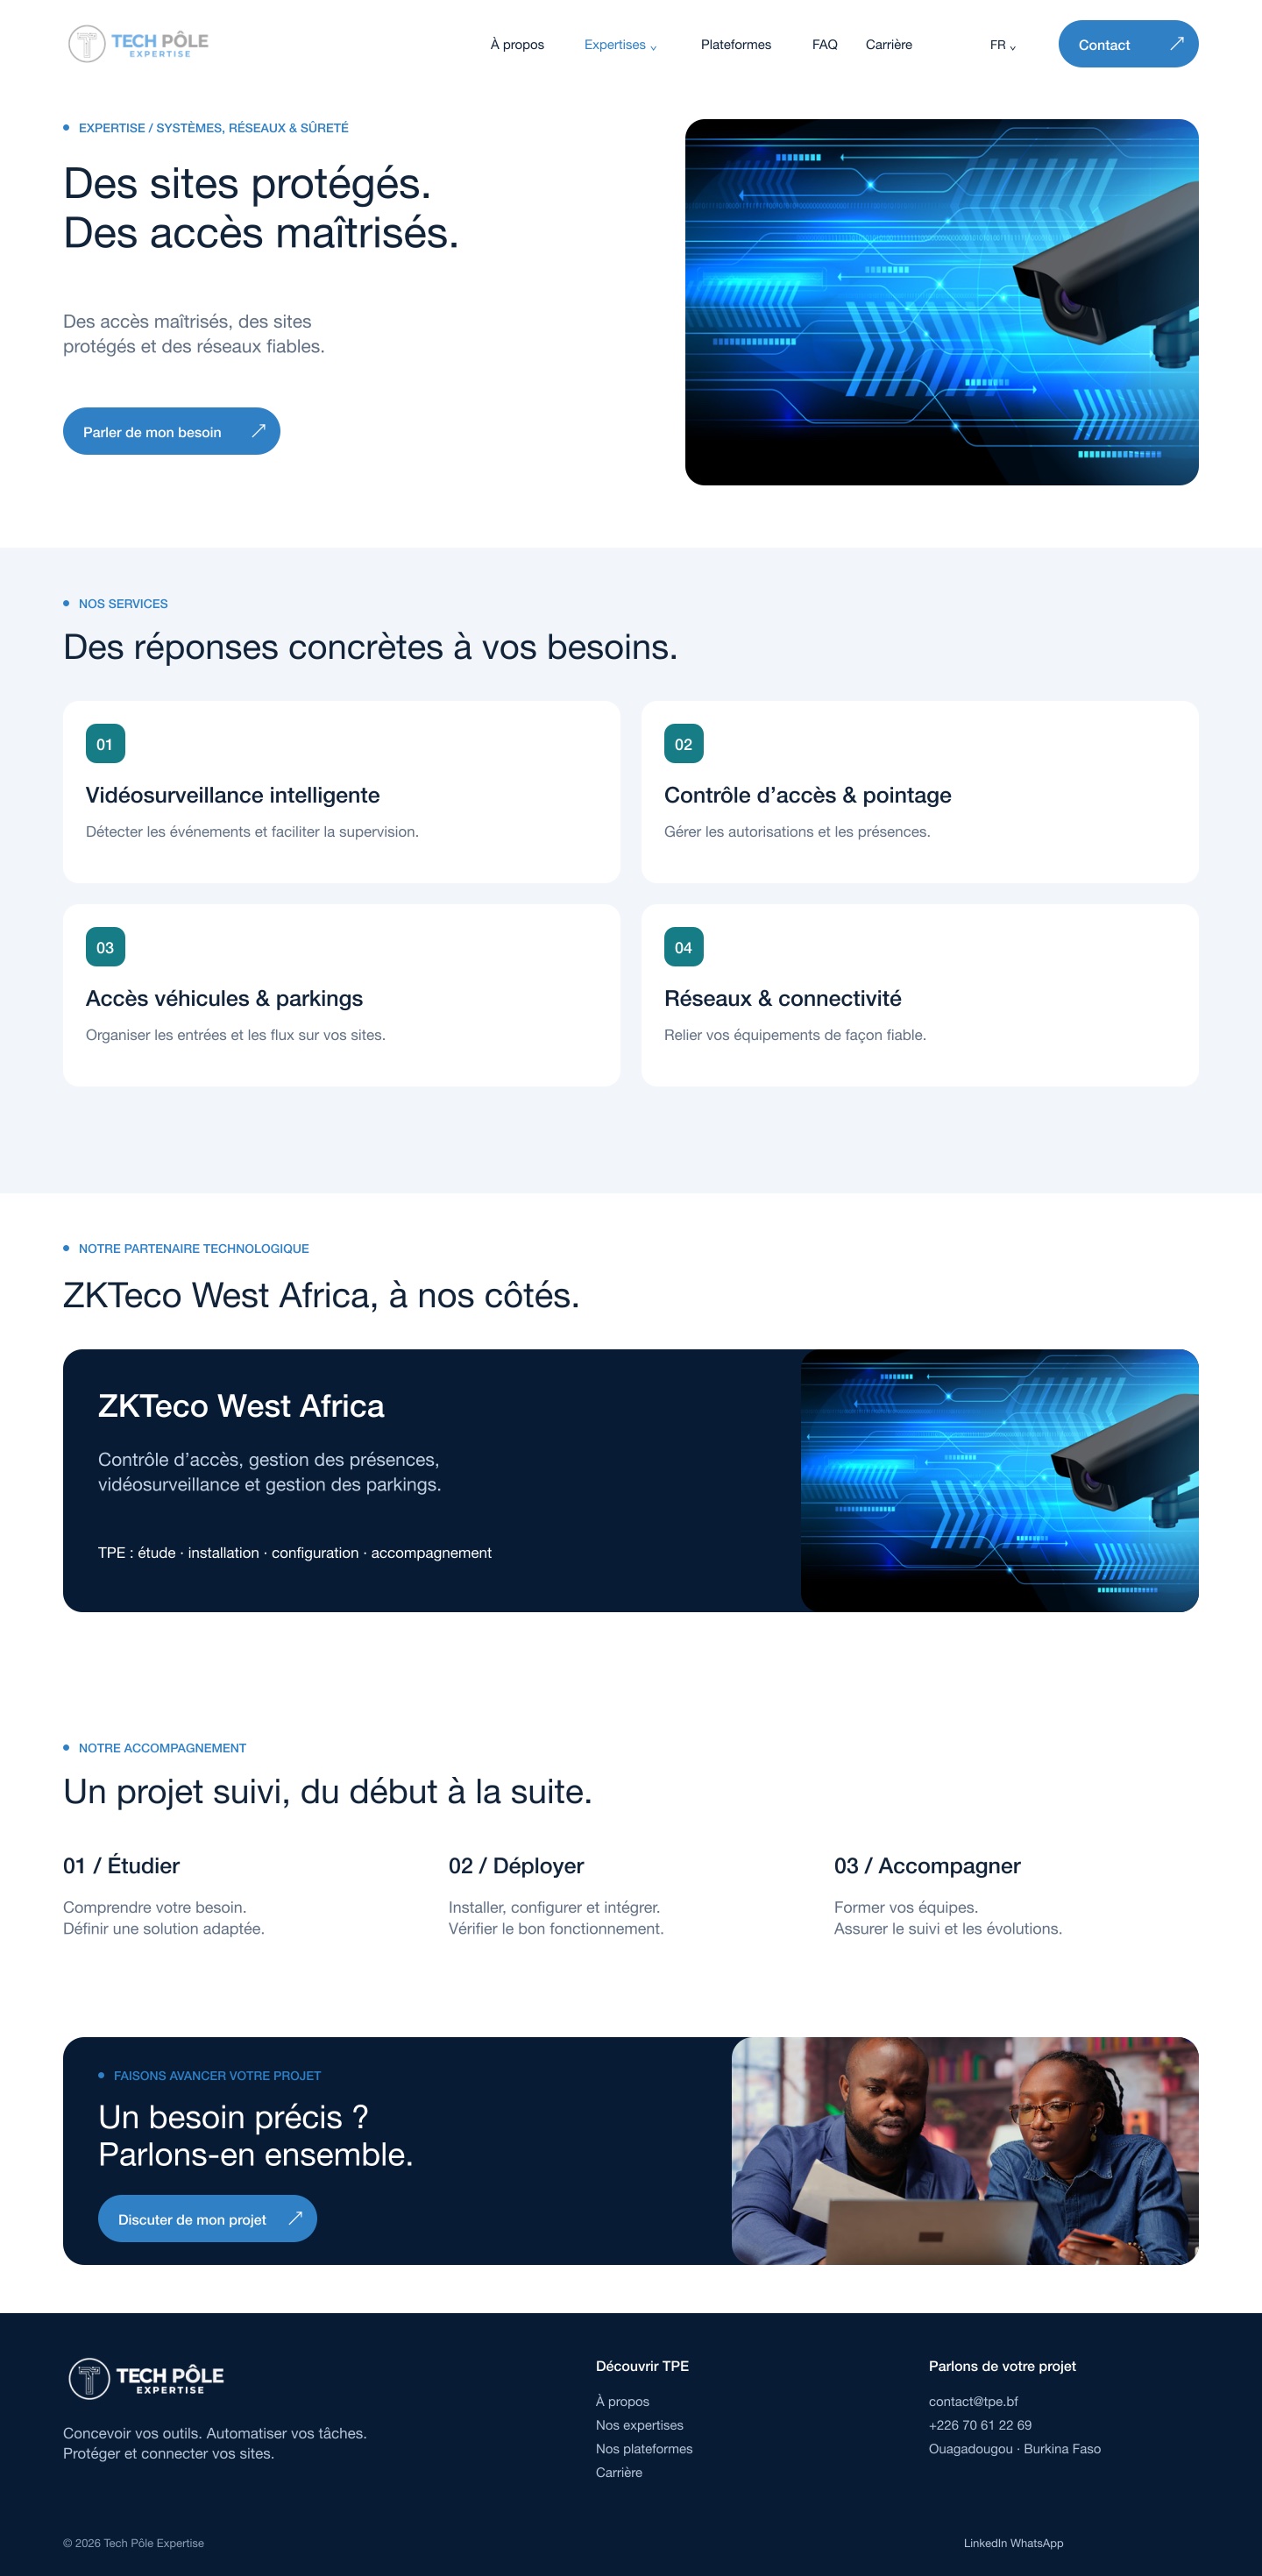 TECH PÔLE
EXPERTISE
À propos
Expertises
Plateformes
FAQ
Carrière
FR
Contact
EXPERTISE / SYSTÈMES, RÉSEAUX & SÛRETÉ
Des sites protégés.
Des accès maîtrisés.
Des accès maîtrisés, des sites
protégés et des réseaux fiables.
Parler de mon besoin
NOS SERVICES
Des réponses concrètes à vos besoins.
01
Vidéosurveillance intelligente
Détecter les événements et faciliter la supervision.
02
Contrôle d’accès & pointage
Gérer les autorisations et les présences.
03
Accès véhicules & parkings
Organiser les entrées et les flux sur vos sites.
04
Réseaux & connectivité
Relier vos équipements de façon fiable.
NOTRE PARTENAIRE TECHNOLOGIQUE
ZKTeco West Africa, à nos côtés.
ZKTeco West Africa
Contrôle d’accès, gestion des présences,
vidéosurveillance et gestion des parkings.
TPE : étude · installation · configuration · accompagnement
NOTRE ACCOMPAGNEMENT
Un projet suivi, du début à la suite.
01 / Étudier
Comprendre votre besoin.
Définir une solution adaptée.
02 / Déployer
Installer, configurer et intégrer.
Vérifier le bon fonctionnement.
03 / Accompagner
Former vos équipes.
Assurer le suivi et les évolutions.
FAISONS AVANCER VOTRE PROJET
Un besoin précis ?
Parlons-en ensemble.
Discuter de mon projet
TECH PÔLE
EXPERTISE
Concevoir vos outils. Automatiser vos tâches.
Protéger et connecter vos sites.
Découvrir TPE
À propos
Nos expertises
Nos plateformes
Carrière
Parlons de votre projet
contact@tpe.bf
+226 70 61 22 69
Ouagadougou · Burkina Faso
© 2026 Tech Pôle Expertise
LinkedIn WhatsApp